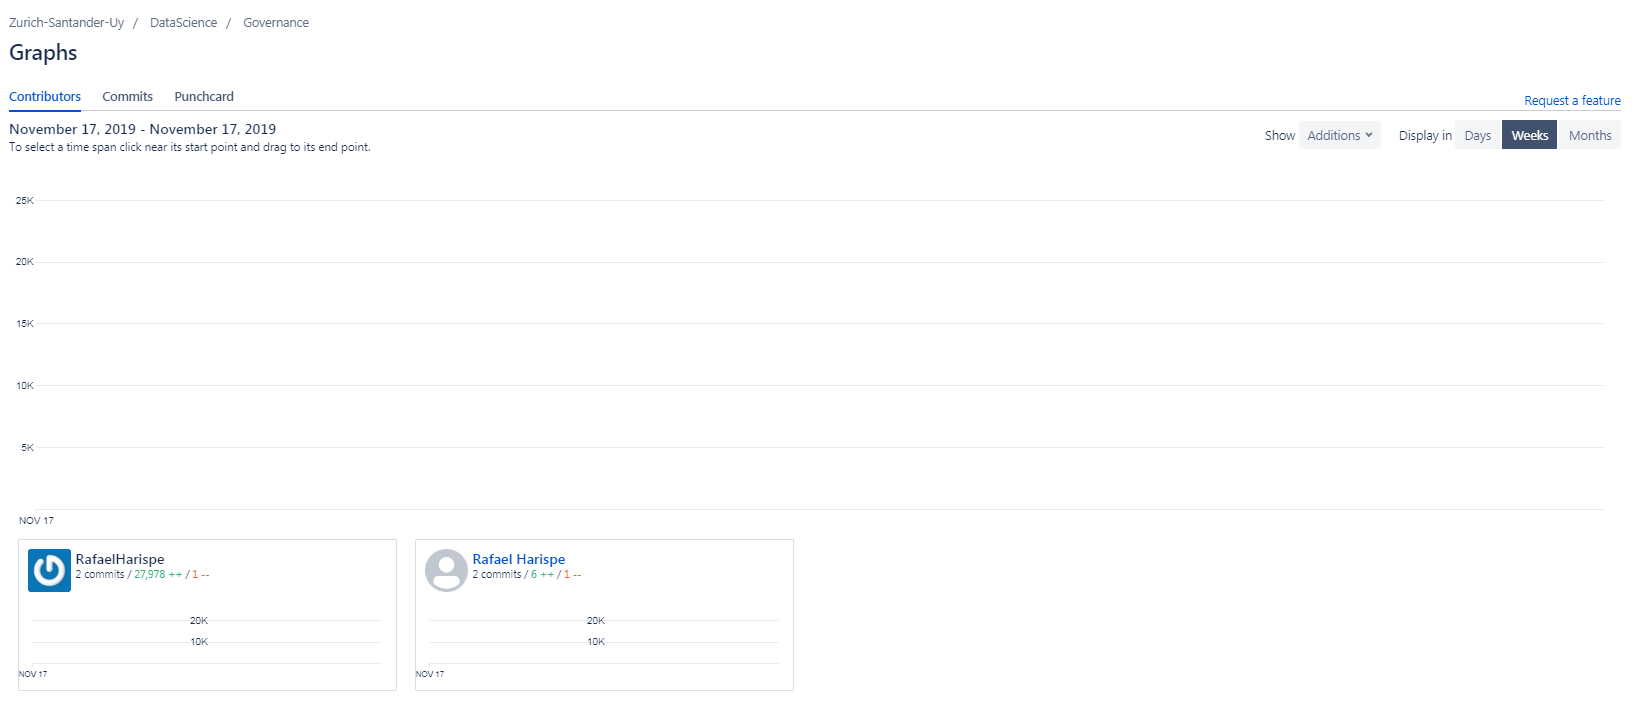 Zurich-Santander-Uy / DataScience / Governance
Graphs
Contributors Commits Punchcard
Request a feature
November 17, 2019 - November 17, 2019
To select a time span click near its start point and drag to its end point.
Show Additions Display in Days Weeks Months
25K
20K
15K
10K
5K
NOV 17
RafaelHarispe
2 commits / 27,978 ++ / 1 --
20K
10K
NOV 17
Rafael Harispe
2 commits / 6 ++ / 1 --
20K
10K
NOV 17